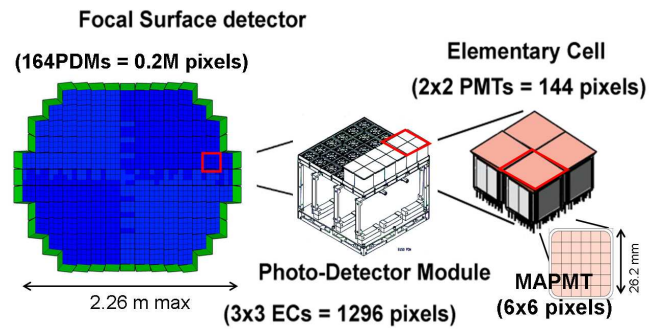 Focal Surface detector
(164PDMs = 0.2M pixels)
Elementary Cell
(2x2 PMTs = 144 pixels)
2.26 m max
Photo-Detector Module
(3x3 ECs = 1296 pixels)
MAPMT
(6x6 pixels)
26.2 mm